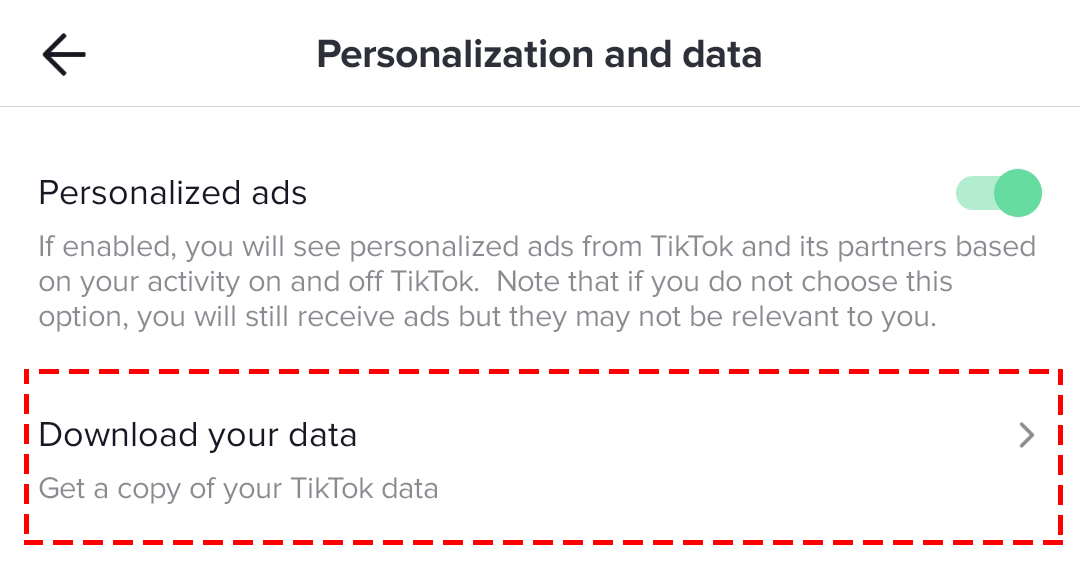 Personalization and data
Personalized ads
If enabled, you will see personalized ads from TikTok and its partners based
on your activity on and off TikTok.  Note that if you do not choose this
option, you will still receive ads but they may not be relevant to you.
Download your data
Get a copy of your TikTok data